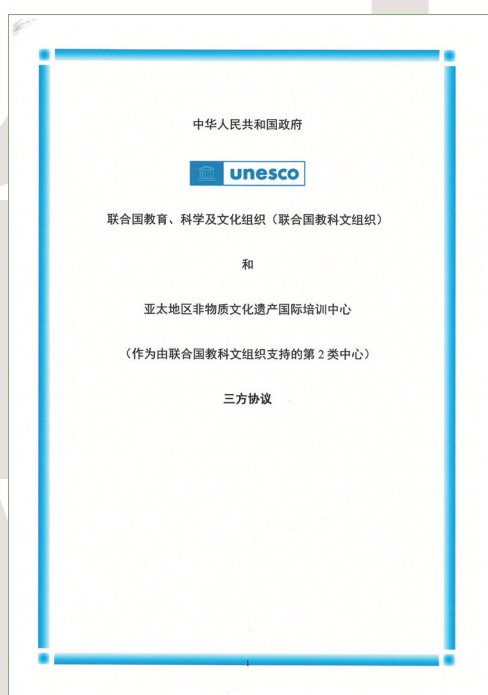 中华人民共和国政府
unesco
联合国教育、科学及文化组织（联合国教科文组织）
和
亚太地区非物质文化遗产国际培训中心
（作为由联合国教科文组织支持的第 2 类中心）
三方协议
1